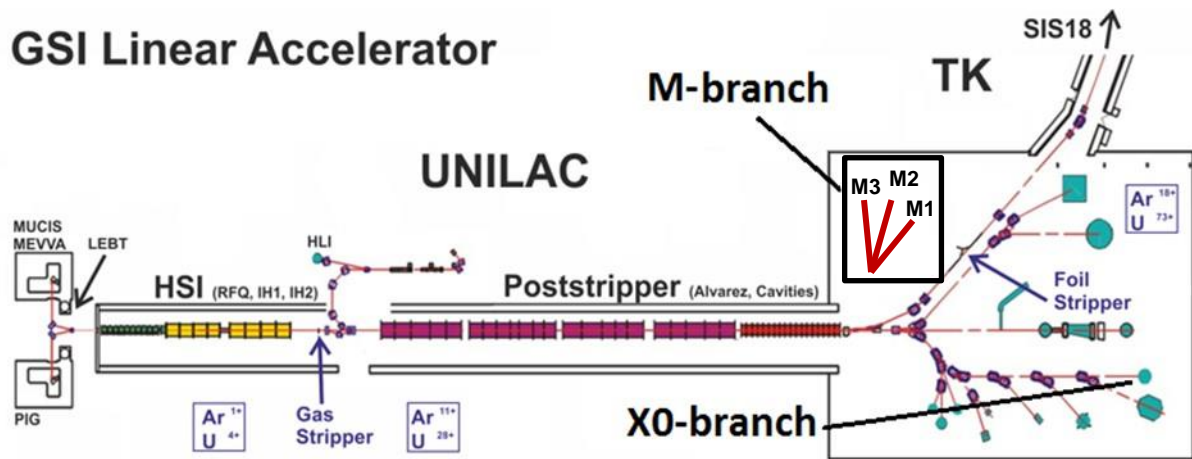 GSI Linear Accelerator
SIS18
TK
M-branch
UNILAC
M3
M2
M1
Ar 18+
U 73+
MUCIS
MEVVA
LEBT
HLI
HSI (RFQ, IH1, IH2)
Poststripper (Alvarez, Cavities)
Foil
Stripper
PIG
Ar 1+
U 4+
Gas
Stripper
Ar 11+
U 28+
X0-branch